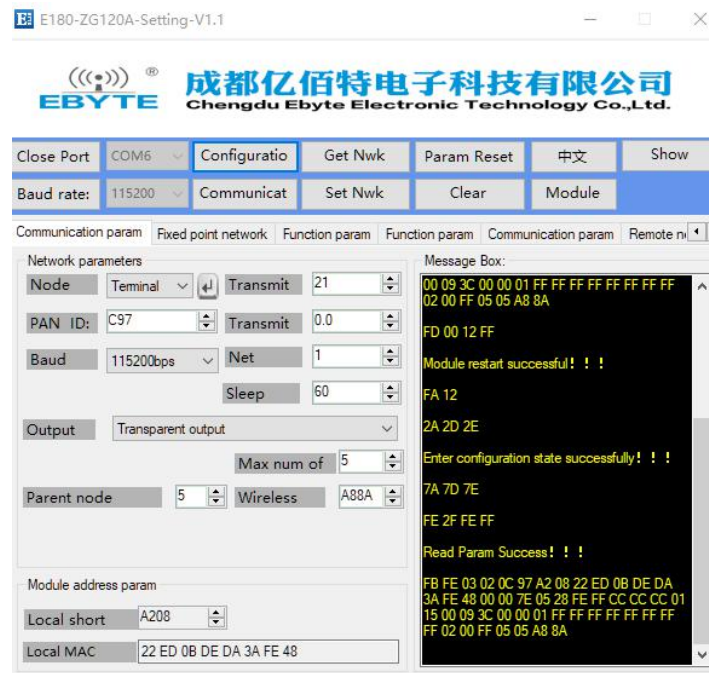 E180-ZG120A-Setting-V1.1
((( ))) ®
EBYTE
成都亿佰特电子科技有限公司
Chengdu Ebyte Electronic Technology Co.,Ltd.
Close Port COM6 Configuratio Get Nwk Param Reset 中文 Show
Baud rate: 115200 Communicat Set Nwk Clear Module
Communication param Fixed point network Function param Function param Communication param Remote n
Network parameters
Node Teminal Transmit 21
PAN ID: C97 Transmit 0.0
Baud 115200bps Net 1
Sleep 60
Output Transparent output
Max num of 5
Parent node 5 Wireless A88A
Module address param
Local short A208
Local MAC 22 ED 0B DE DA 3A FE 48
Message Box:
00 09 3C 00 00 01 FF FF FF FF FF FF FF FF
02 00 FF 05 05 A8 8A
FD 00 12 FF
Module restart successful！！！
FA 12
2A 2D 2E
Enter configuration state successfully！！！
7A 7D 7E
FE 2F FE FF
Read Param Success！！！
FB FE 03 02 0C 97 A2 08 22 ED 0B DE DA
3A FE 48 00 00 7E 05 28 FE FF CC CC CC 01
15 00 09 3C 00 00 01 FF FF FF FF FF FF FF
FF 02 00 FF 05 05 A8 8A